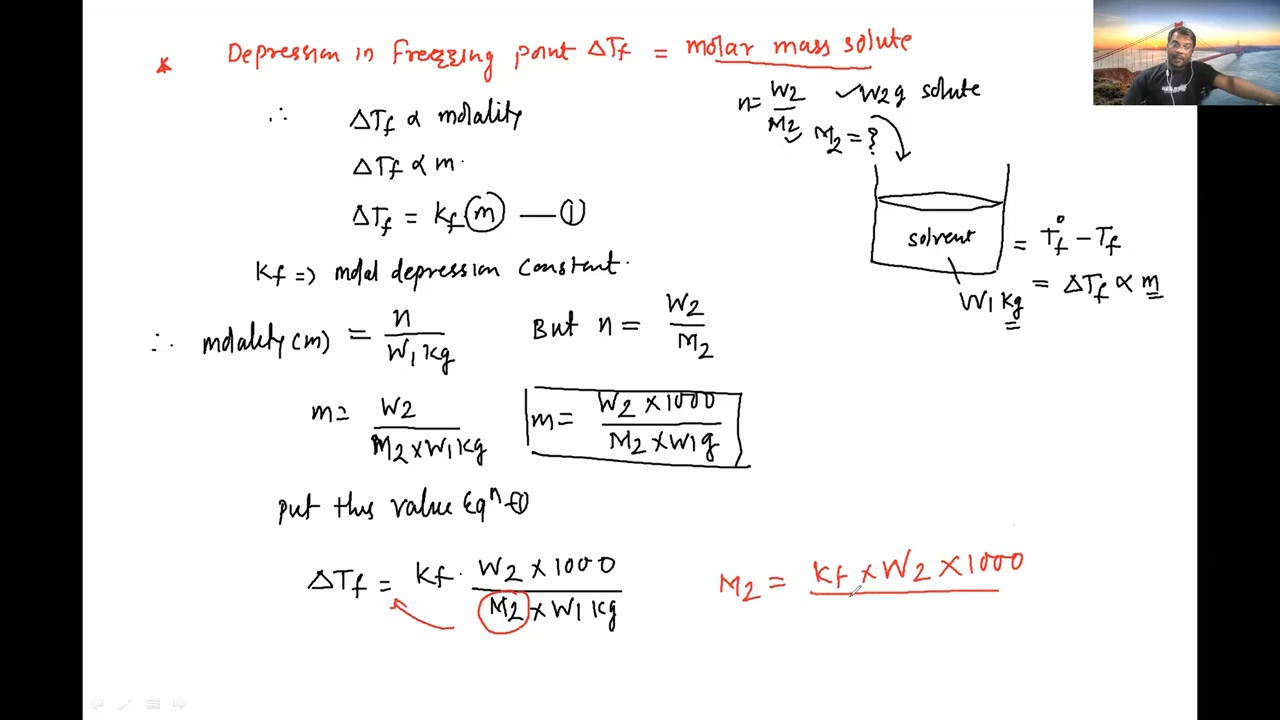 Depression in Freezing point ΔTf = molar mass solute
∴ ΔTf ∝ molality
ΔTf ∝ m.
ΔTf = Kf (m) — ①
Kf => molal depression constant.
∴ molality (m) = n / W1 kg But n = W2 / M2
m = W2 / M2 × W1 kg m = W2 × 1000 / M2 × W1 g
put this value Eqn ①
ΔTf = Kf . W2 × 1000 / M2 × W1 kg
M2 = Kf × W2 × 1000
n = W2 / M2 ✓ W2 g solute
✓ M2 = ?
solvent = T°f − Tf
W1 kg = ΔTf ∝ m